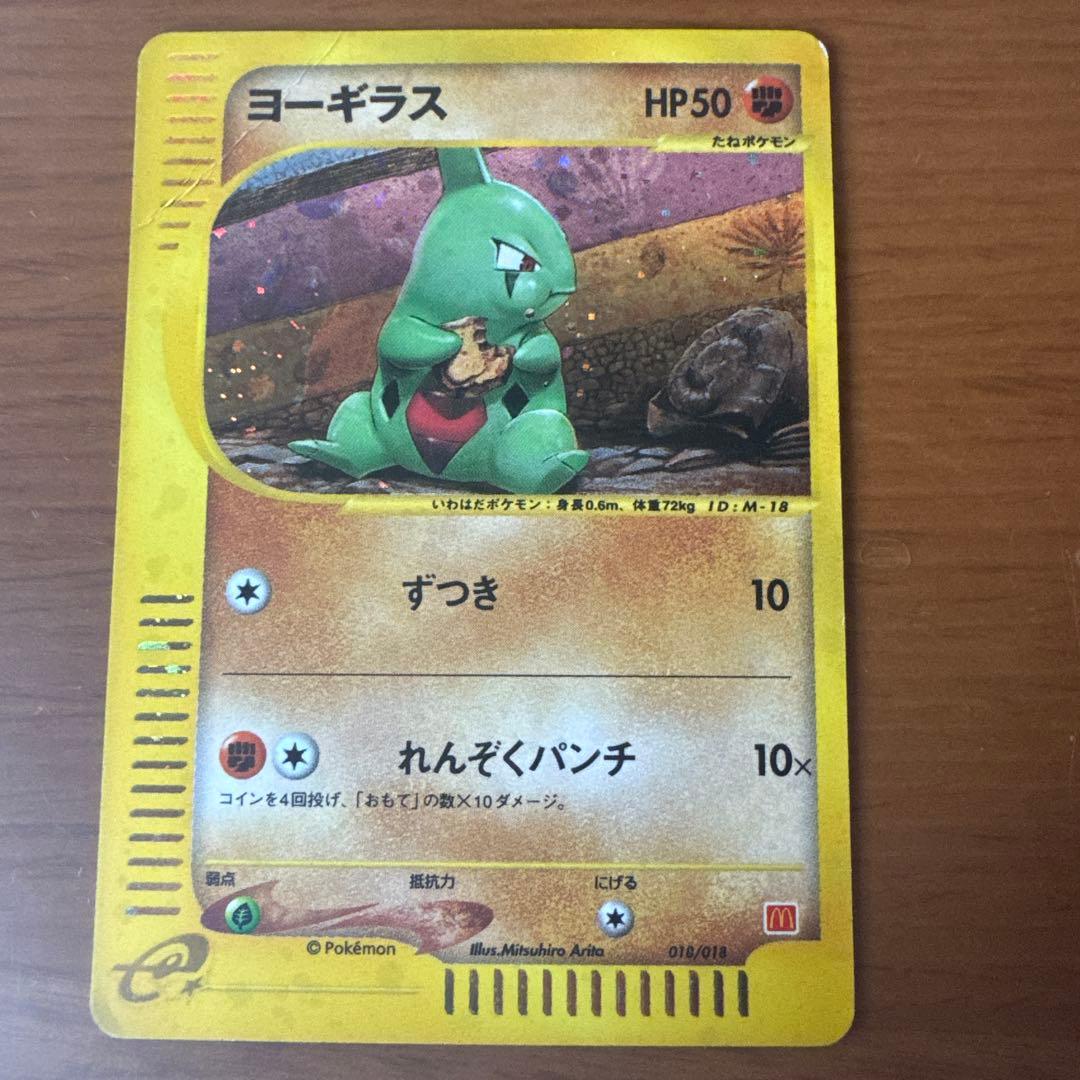 ヨーギラス HP50
たねポケモン
いわはだポケモン：身長0.6m、体重72kg ID:M-18
ずつき 10
れんぞくパンチ 10×
コインを4回投げ、「おもて」の数×10ダメージ。
弱点 抵抗力 にげる
©Pokémon Illus.Mitsuhiro Arita 018/018
e